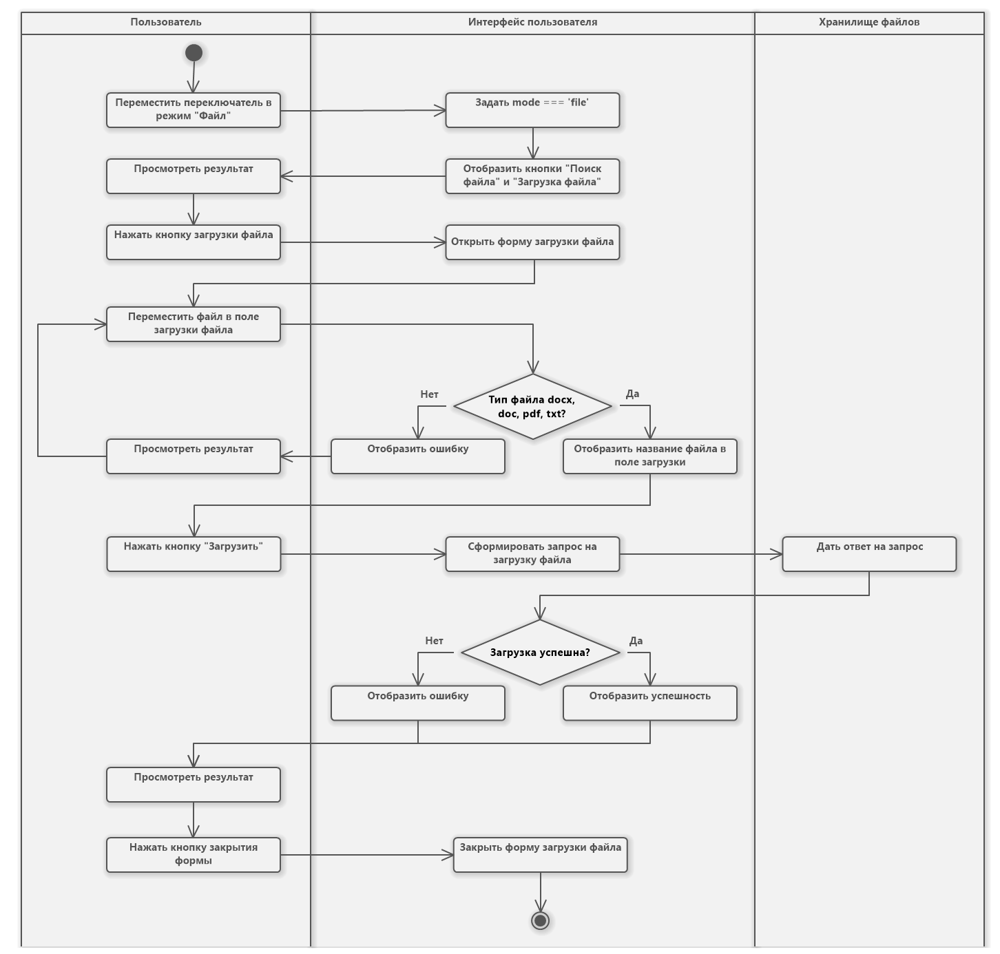 Пользователь
Интерфейс пользователя
Хранилище файлов
Переместить переключатель в
режим "Файл"
Задать mode === 'file'
Просмотреть результат
Отобразить кнопки "Поиск
файла" и "Загрузка файла"
Нажать кнопку загрузки файла
Открыть форму загрузки файла
Переместить файл в поле
загрузки файла
Нет
Тип файла docx,
doc, pdf, txt?
Да
Просмотреть результат
Отобразить ошибку
Отобразить название файла в
поле загрузки
Нажать кнопку "Загрузить"
Сформировать запрос на
загрузку файла
Дать ответ на запрос
Нет
Загрузка успешна?
Да
Отобразить ошибку
Отобразить успешность
Просмотреть результат
Нажать кнопку закрытия
формы
Закрыть форму загрузки файла